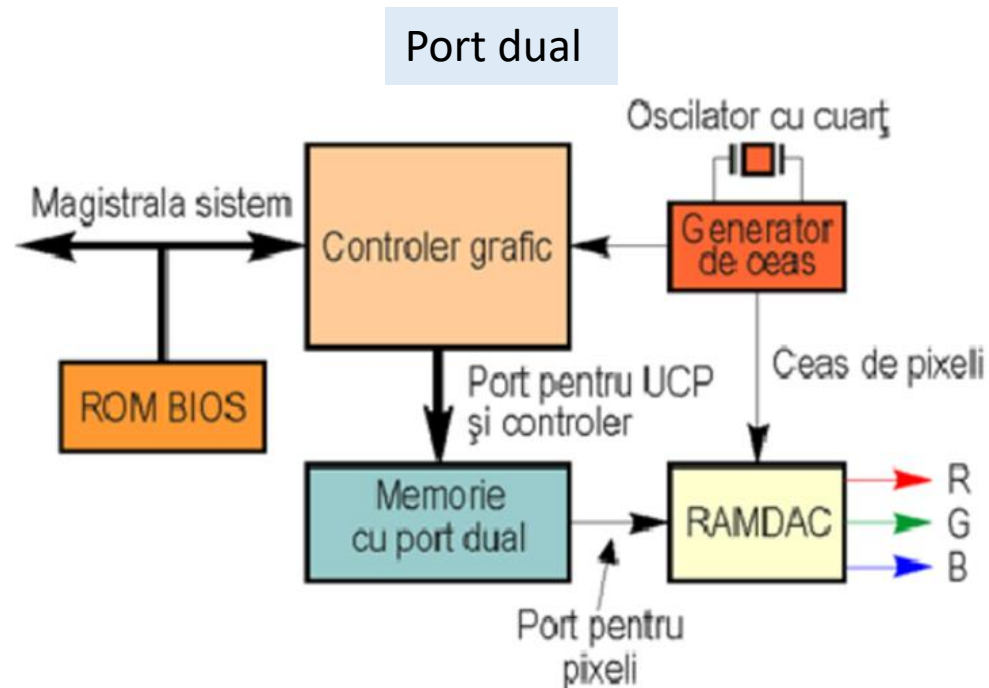 Port dual
Oscilator cu cuarţ
Magistrala sistem
Controler grafic
Generator
de ceas
Ceas de pixeli
ROM BIOS
Port pentru UCP
şi controler
Memorie
cu port dual
RAMDAC
R
G
B
Port pentru
pixeli